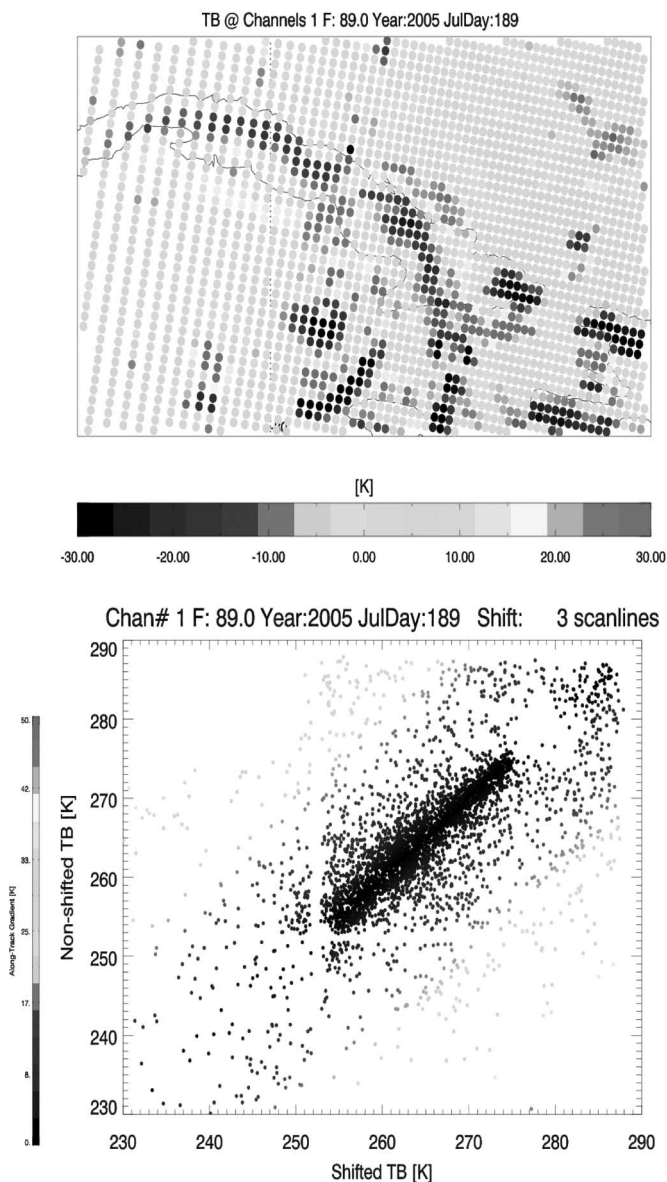 TB @ Channels 1 F: 89.0 Year:2005 JulDay:189
[K]
-30.00 -20.00 -10.00 0.00 10.00 20.00 30.00
Chan# 1 F: 89.0 Year:2005 JulDay:189 Shift: 3 scanlines
290
280
270
260
250
240
230
Non-shifted TB [K]
50.
42.
33.
25.
17.
8.
0.
Along-Track Gradient [K]
230 240 250 260 270 280 290
Shifted TB [K]